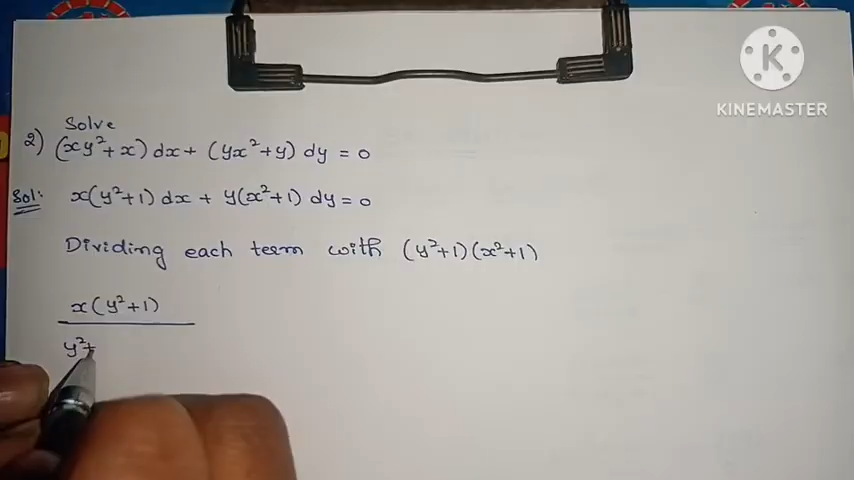 KINEMASTER
Solve
2) (xy²+x) dx + (yx²+y) dy = 0
Sol: x(y²+1) dx + y(x²+1) dy = 0
Dividing each term with (y²+1)(x²+1)
x(y²+1)
y²+